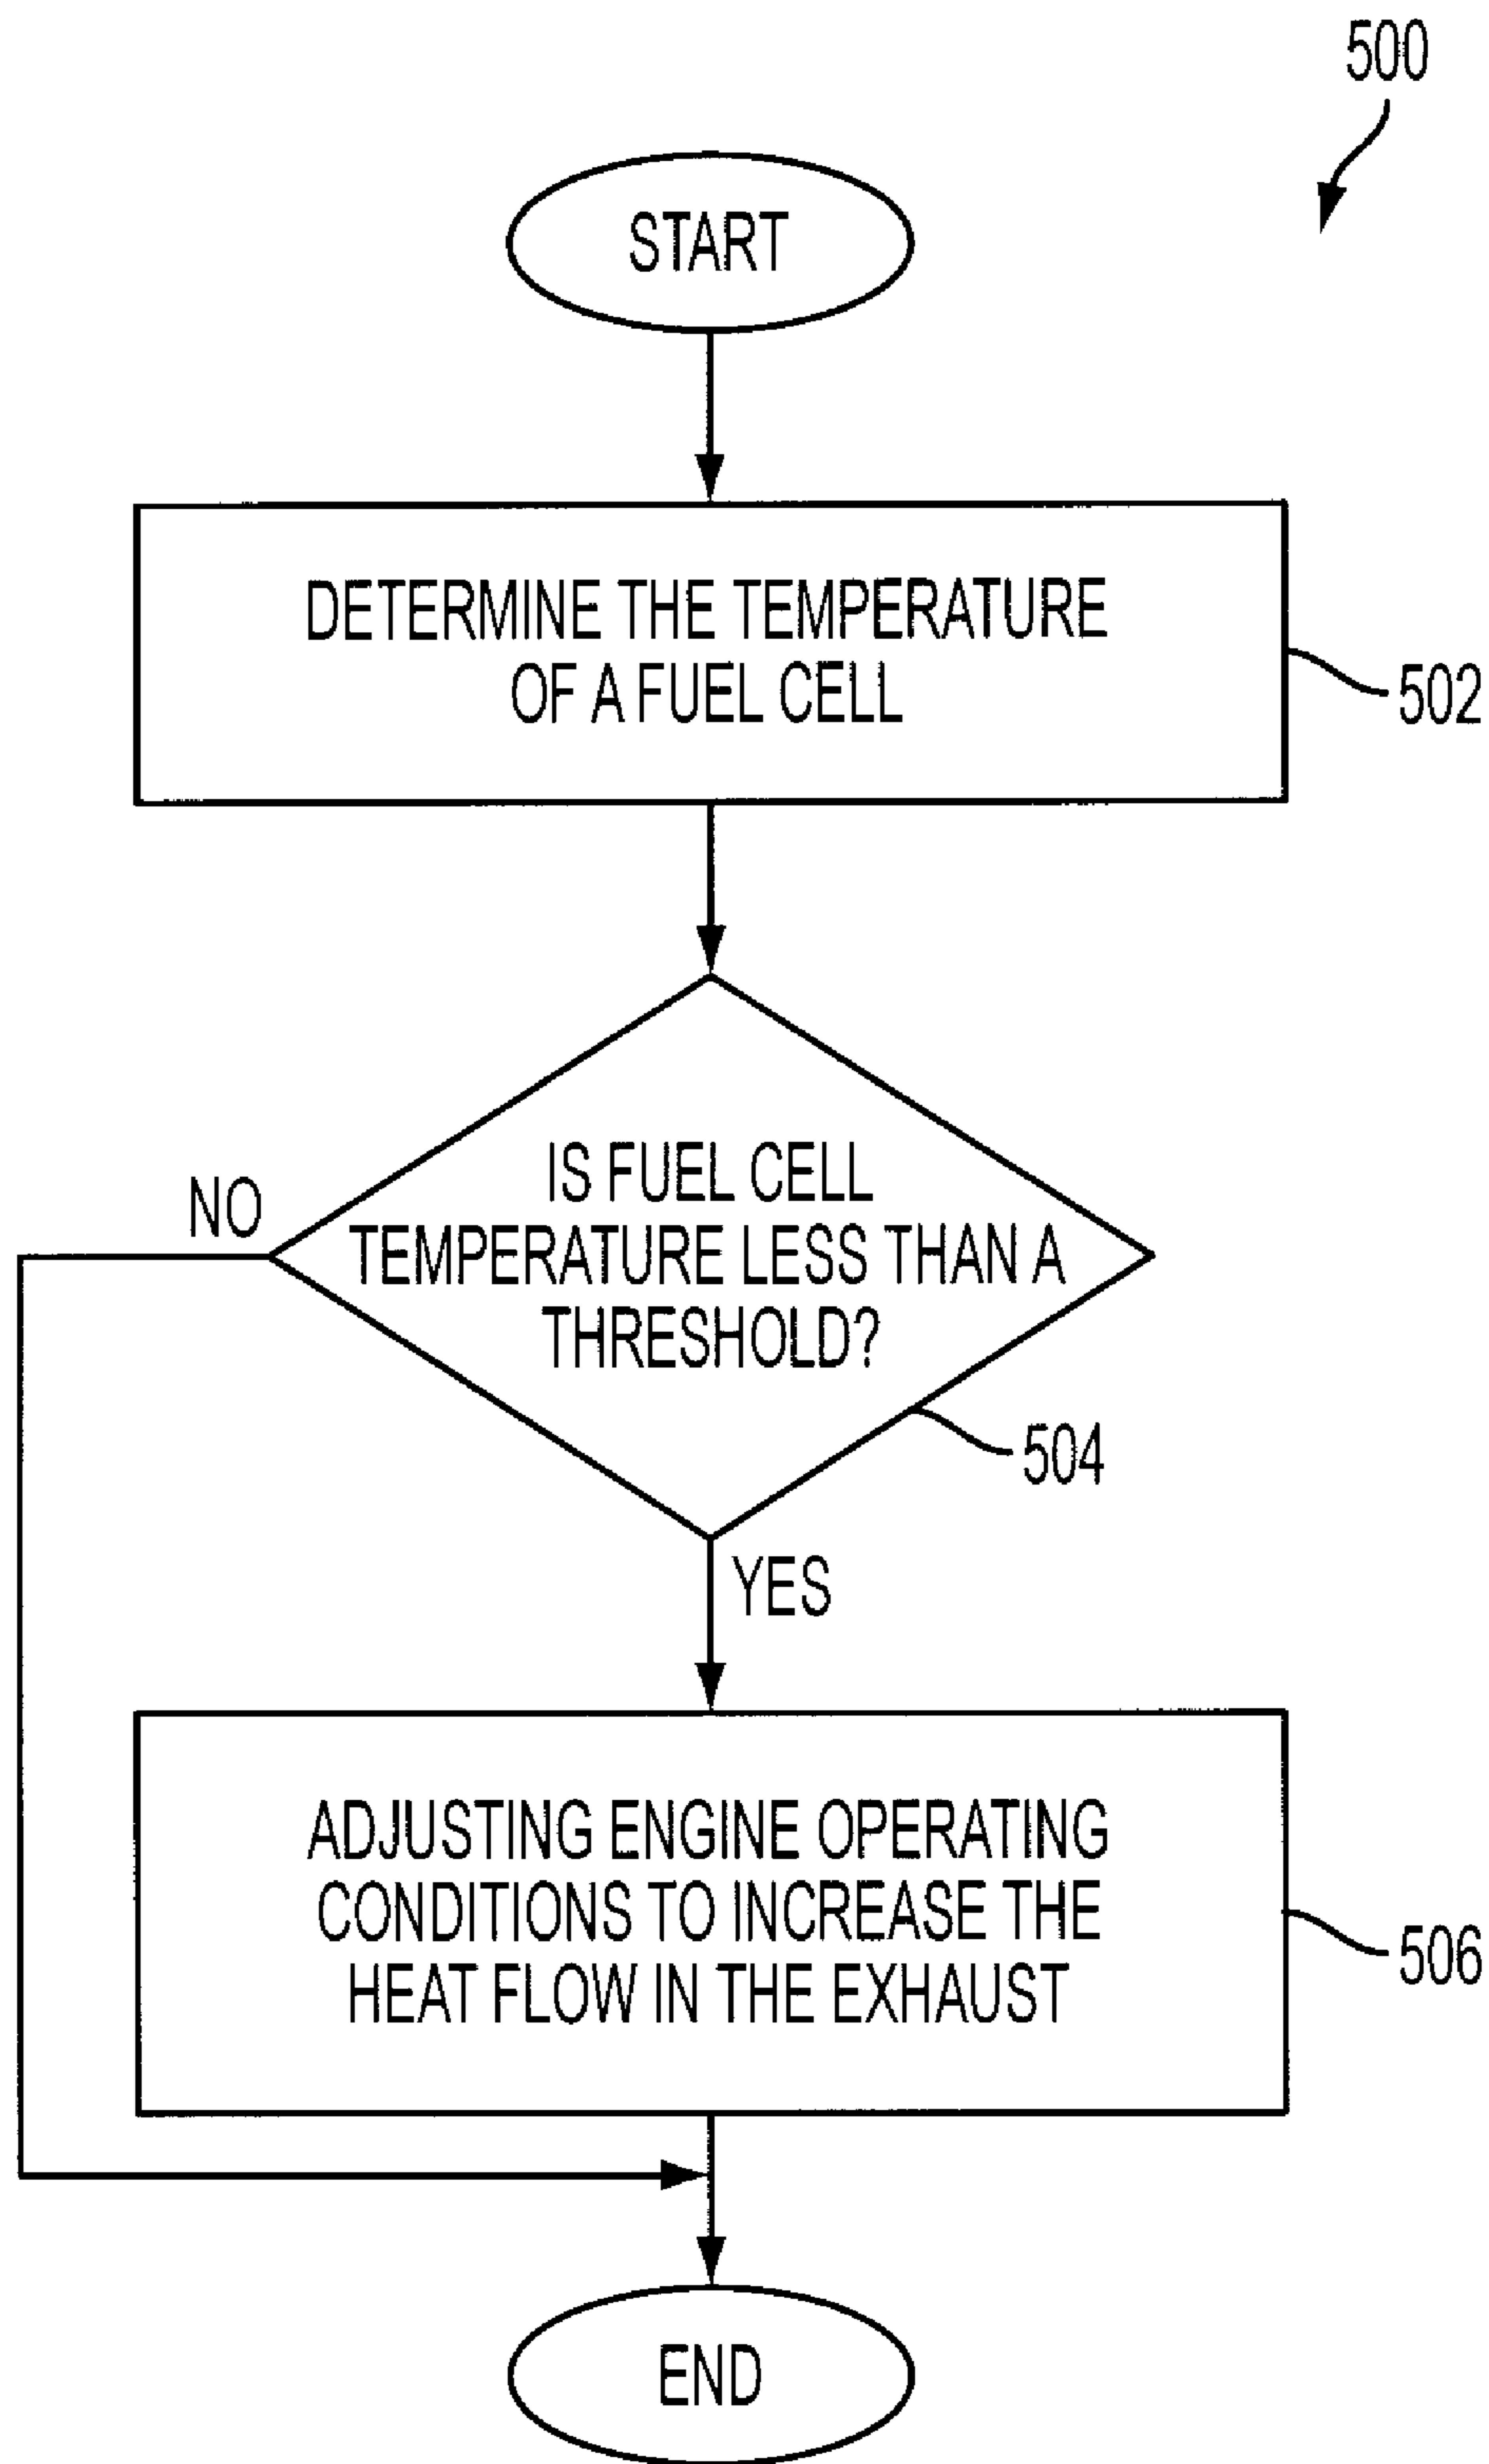 500
START
DETERMINE THE TEMPERATURE
OF A FUEL CELL
502
IS FUEL CELL
TEMPERATURE LESS THAN A
THRESHOLD?
NO
504
YES
ADJUSTING ENGINE OPERATING
CONDITIONS TO INCREASE THE
HEAT FLOW IN THE EXHAUST
506
END